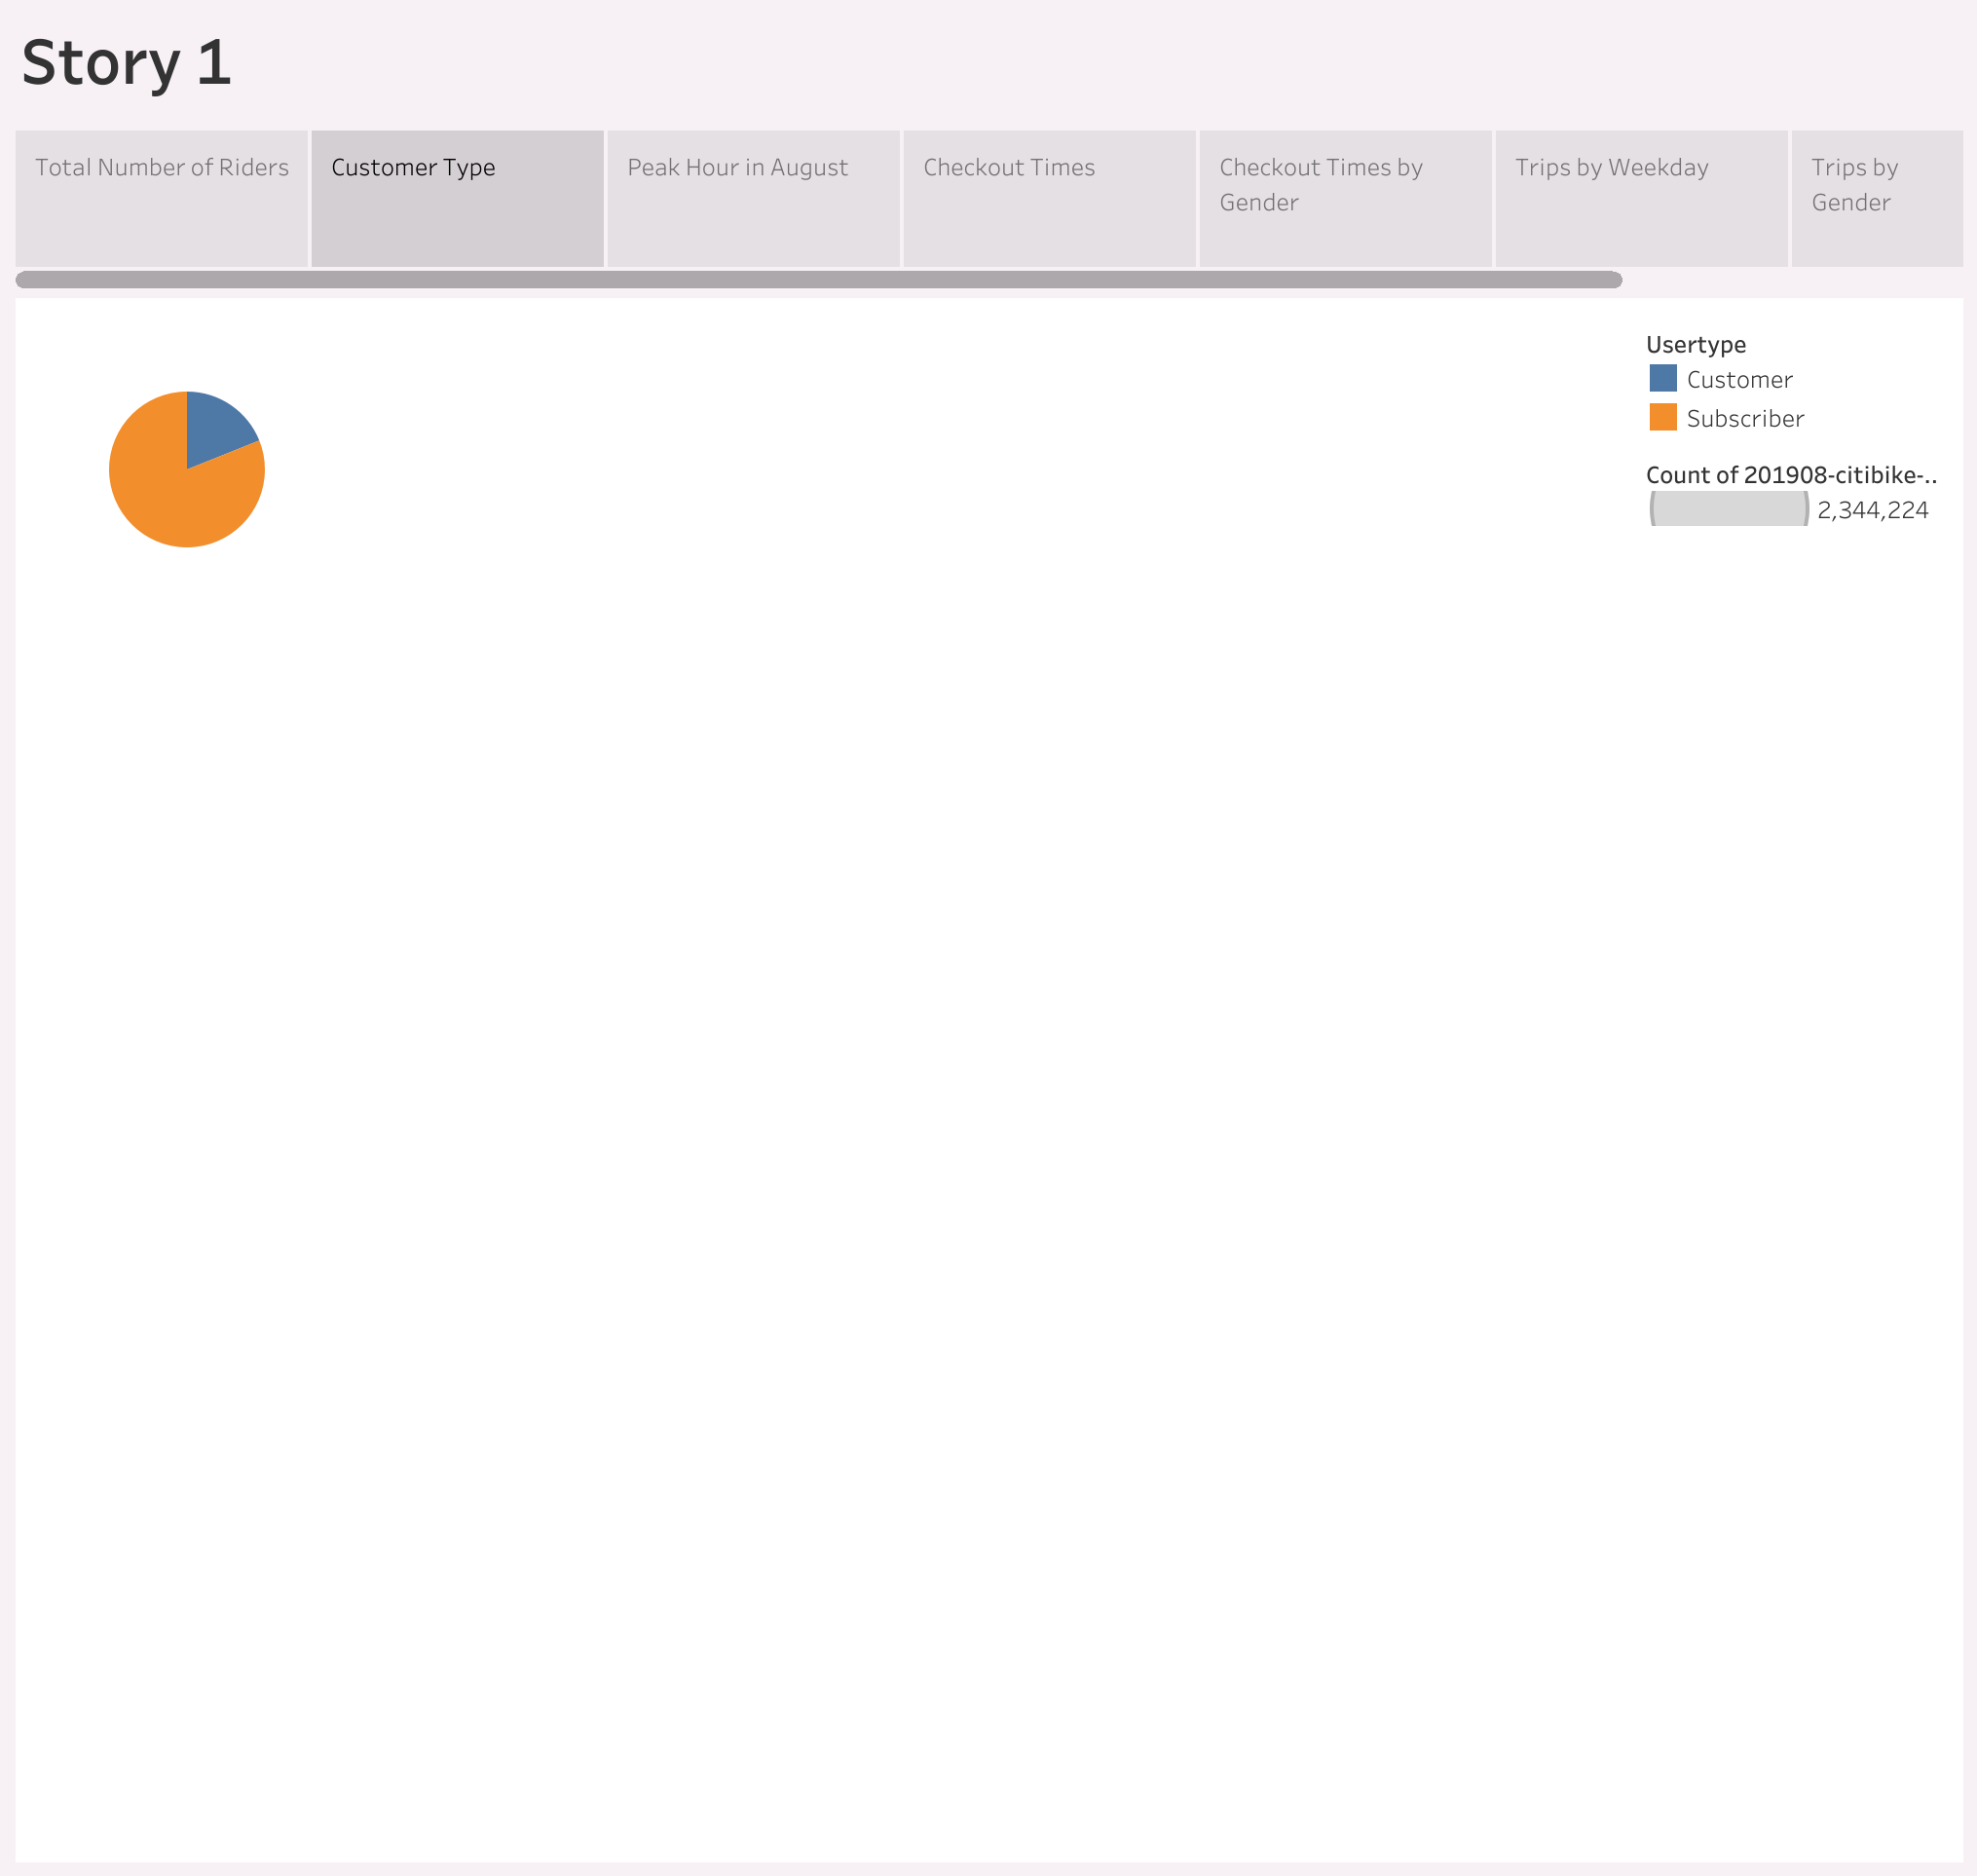 Story 1
Total Number of Riders
Customer Type
Peak Hour in August
Checkout Times
Checkout Times by
Gender
Trips by Weekday
Trips by
Gender
Usertype
Customer
Subscriber
Count of 201908-citibike-..
2,344,224